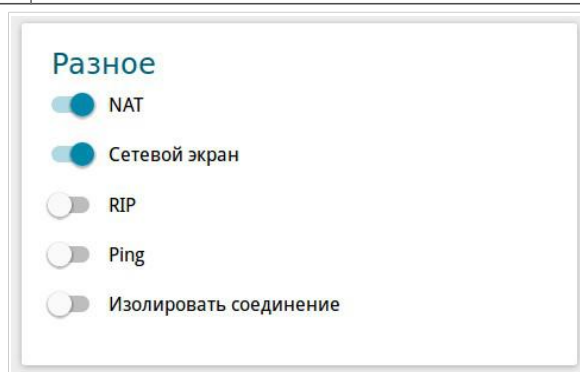 Разное
NAT
Сетевой экран
RIP
Ping
Изолировать соединение